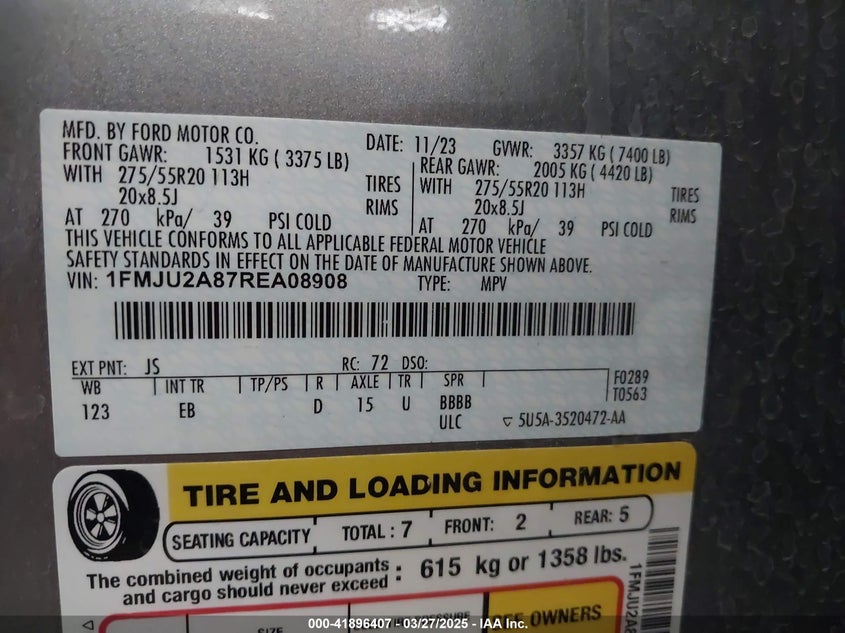 MFD. BY FORD MOTOR CO. DATE: 11/23 GVWR: 3357 KG ( 7400 LB)
FRONT GAWR: 1531 KG ( 3375 LB) REAR GAWR: 2005 KG ( 4420 LB)
WITH 275/55R20 113H TIRES WITH 275/55R20 113H TIRES
20x8.5J RIMS 20x8.5J RIMS
AT 270 kPa/ 39 PSI COLD AT 270 kPa/ 39 PSI COLD
THIS VEHICLE CONFORMS TO ALL APPLICABLE FEDERAL MOTOR VEHICLE
SAFETY STANDARDS IN EFFECT ON THE DATE OF MANUFACTURE SHOWN ABOVE.
VIN: 1FMJU2A87REA08908 TYPE: MPV
EXT PNT: JS RC: 72 DSO:
WB INT TR TP/PS R AXLE TR SPR F0289
123 EB D 15 U BBBB T0563
ULC 5U5A-3520472-AA
TIRE AND LOADING INFORMATION
SEATING CAPACITY TOTAL : 7 FRONT: 2 REAR: 5
The combined weight of occupants
and cargo should never exceed : 615 kg or 1358 lbs.
1FMJU2A8
SEE OWNERS
000-41896407 - 03/27/2025 - IAA Inc.